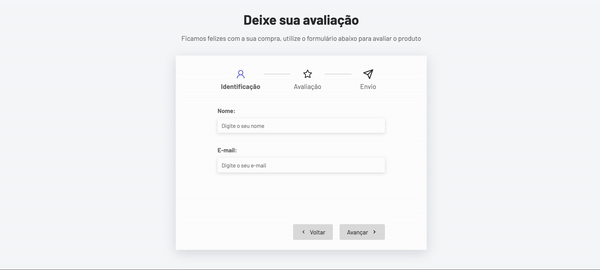 Deixe sua avaliação
Ficamos felizes com a sua compra, utilize o formulário abaixo para avaliar o produto
Identificação
Avaliação
Envio
Nome:
Digite o seu nome
E-mail:
Digite o seu e-mail
Voltar
Avançar